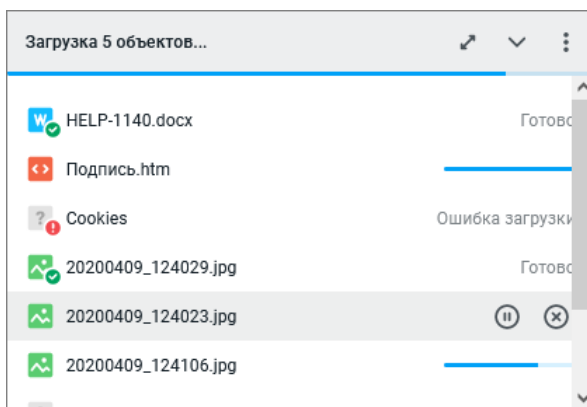 Загрузка 5 объектов...
HELP-1140.docx Готово
Подпись.htm
Cookies Ошибка загрузки
20200409_124029.jpg Готово
20200409_124023.jpg
20200409_124106.jpg